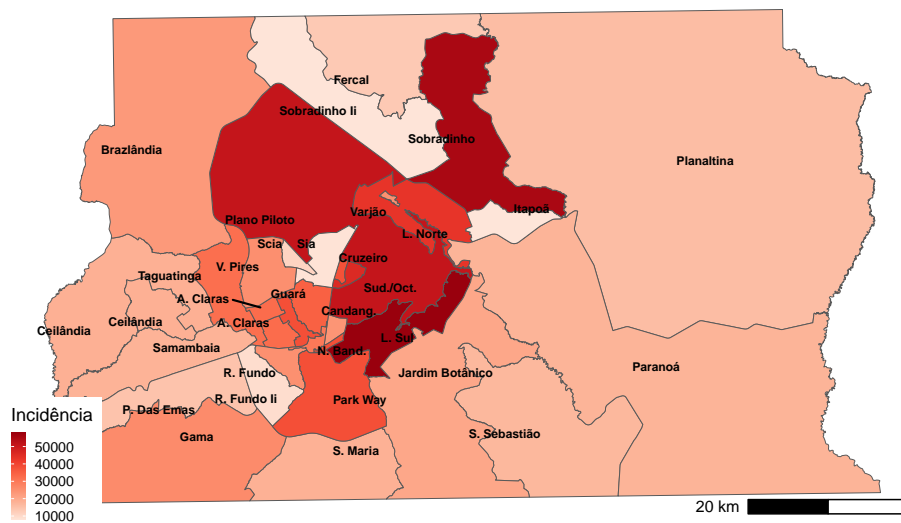 Fercal
Sobradinho Ii
Sobradinho
Brazlândia
Planaltina
Itapoã
Varjão
Plano Piloto
L. Norte
Scia
Sia
Cruzeiro
V. Pires
Taguatinga
Sud./Oct.
Guará
A. Claras
Candang.
Ceilândia
Ceilândia
A. Claras
L. Sul
Samambaia
N. Band.
Paranoá
R. Fundo
Jardim Botânico
R. Fundo Ii
Park Way
P. Das Emas
Gama
S. Sebastião
S. Maria
Incidência
50000
40000
30000
20000
10000
20 km